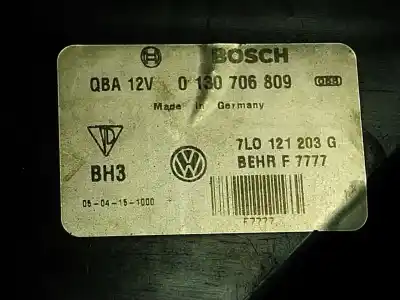 BOSCH
QBA 12V 0 130 706 809
Made in Germany
7L0 121 203 G
BH3
BEHR F 7777
05-04-15-1000
F7777